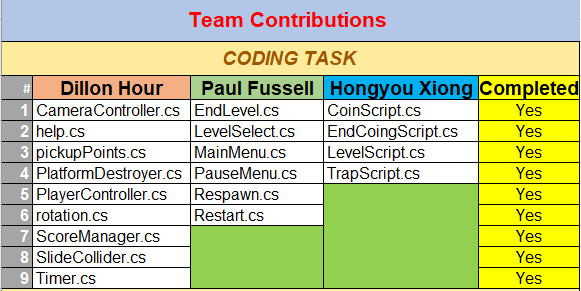 Team Contributions
CODING TASK
# Dillon Hour Paul Fussell Hongyou Xiong Completed
1 CameraController.cs EndLevel.cs CoinScript.cs Yes
2 help.cs LevelSelect.cs EndCoingScript.cs Yes
3 pickupPoints.cs MainMenu.cs LevelScript.cs Yes
4 PlatformDestroyer.cs PauseMenu.cs TrapScript.cs Yes
5 PlayerController.cs Respawn.cs Yes
6 rotation.cs Restart.cs Yes
7 ScoreManager.cs Yes
8 SlideCollider.cs Yes
9 Timer.cs Yes